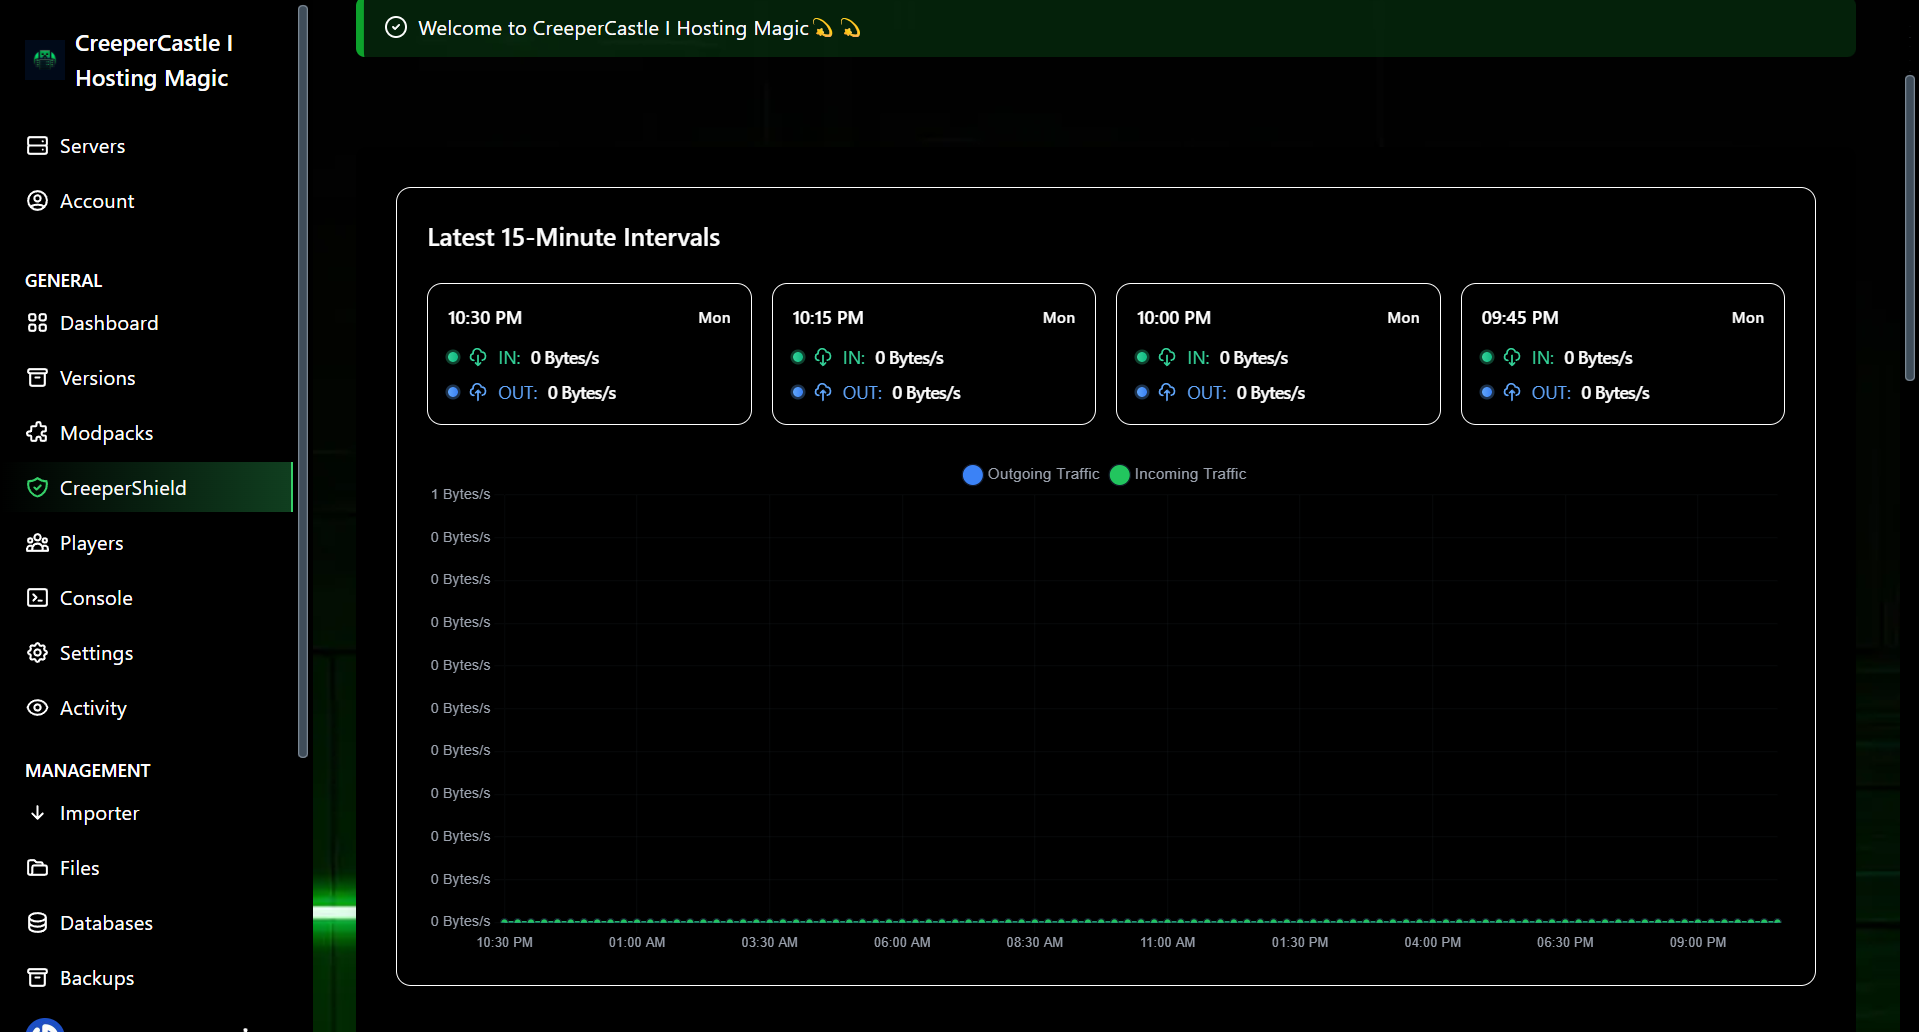 CreeperCastle I
Hosting Magic
Servers
Account
GENERAL
Dashboard
Versions
Modpacks
CreeperShield
Players
Console
Settings
Activity
MANAGEMENT
Importer
Files
Databases
Backups
Welcome to CreeperCastle I Hosting Magic💫 💫
Latest 15-Minute Intervals
10:30 PM Mon
IN: 0 Bytes/s
OUT: 0 Bytes/s
10:15 PM Mon
IN: 0 Bytes/s
OUT: 0 Bytes/s
10:00 PM Mon
IN: 0 Bytes/s
OUT: 0 Bytes/s
09:45 PM Mon
IN: 0 Bytes/s
OUT: 0 Bytes/s
Outgoing Traffic Incoming Traffic
1 Bytes/s
0 Bytes/s
0 Bytes/s
0 Bytes/s
0 Bytes/s
0 Bytes/s
0 Bytes/s
0 Bytes/s
0 Bytes/s
0 Bytes/s
0 Bytes/s
10:30 PM 01:00 AM 03:30 AM 06:00 AM 08:30 AM 11:00 AM 01:30 PM 04:00 PM 06:30 PM 09:00 PM